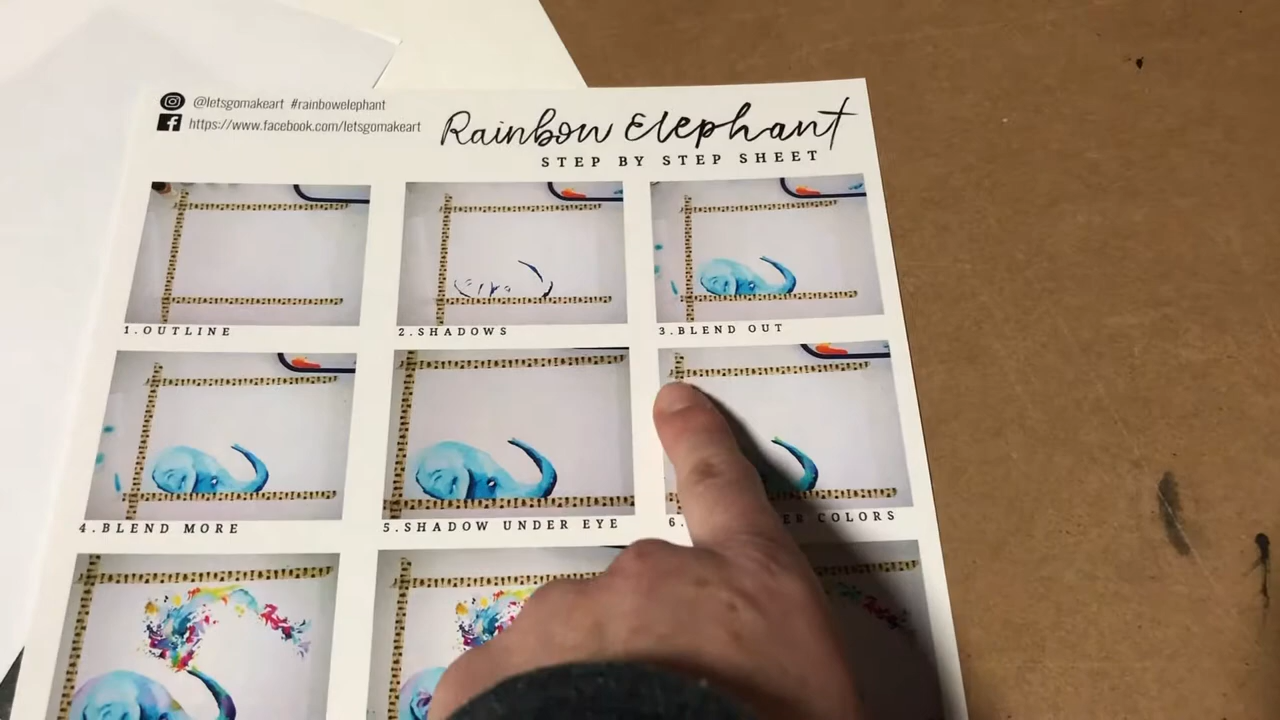 @letsgomakeart #rainbowelephant
https://www.facebook.com/letsgomakeart
Rainbow Elephant
STEP BY STEP SHEET
1.OUTLINE
2.SHADOWS
3.BLEND OUT
4.BLEND MORE
5.SHADOW UNDER EYE
6. COLORS